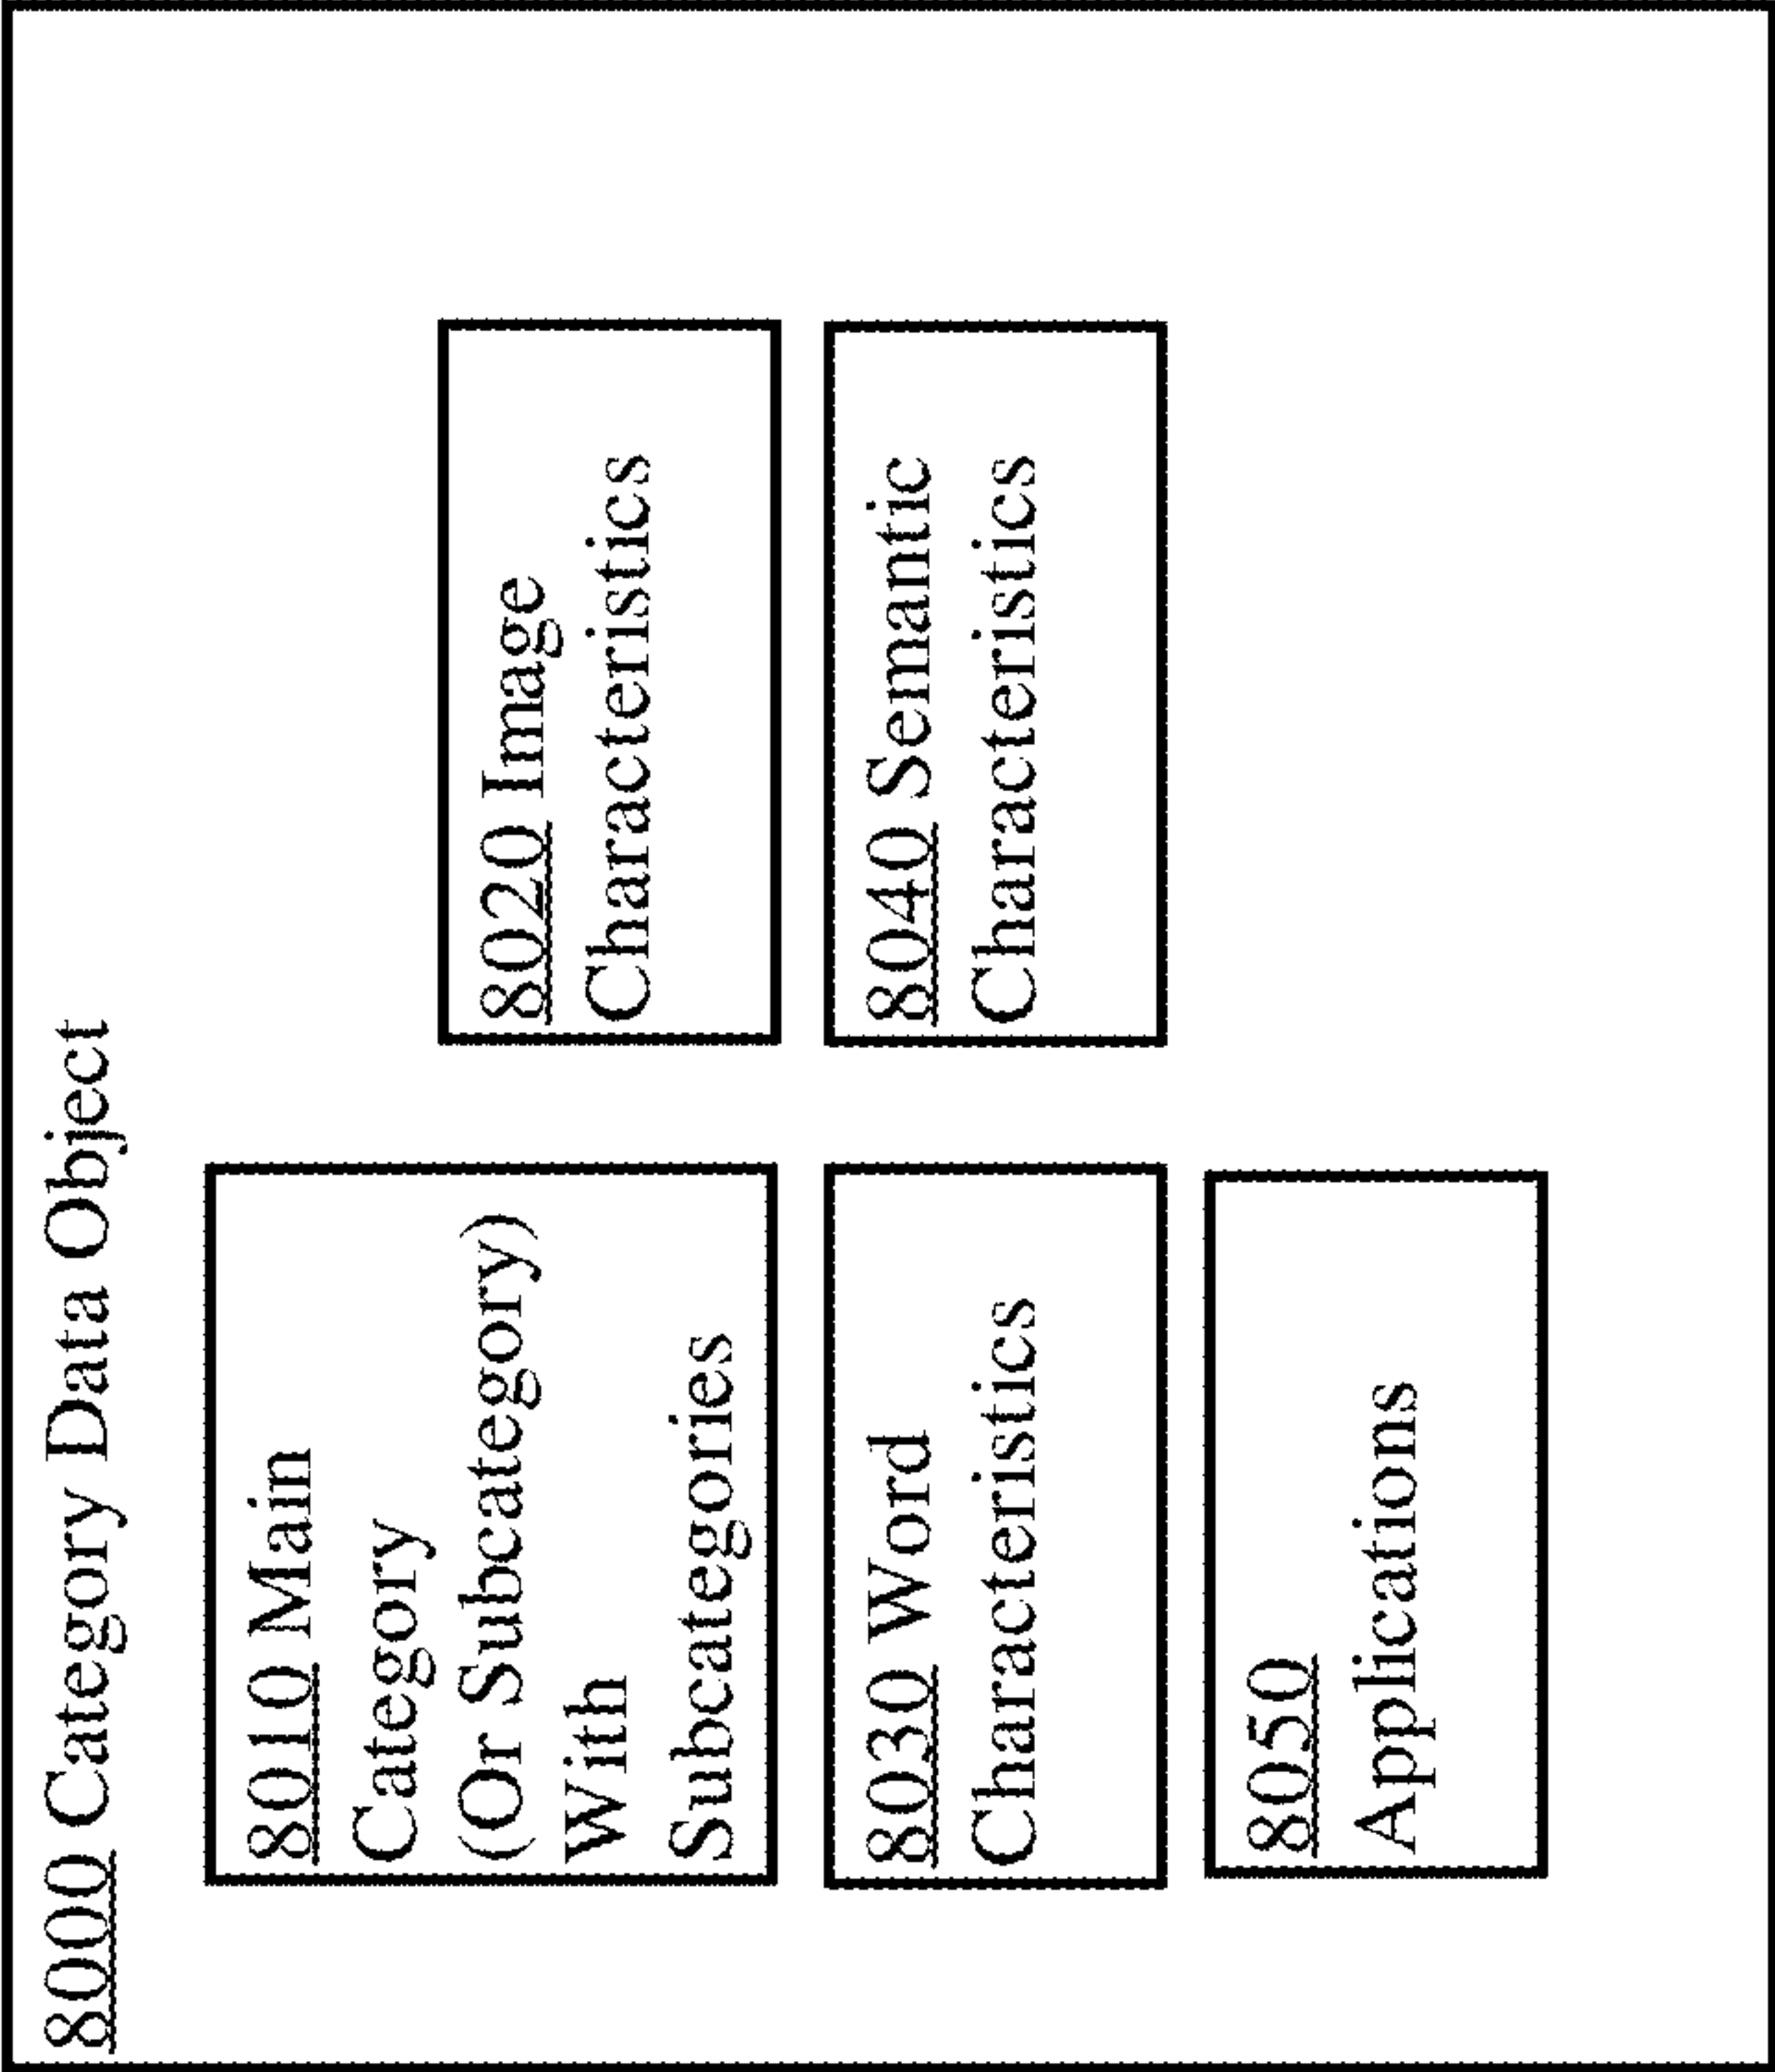 8000 Category Data Object
8010 Main
Category
(Or Subcategory)
With
Subcategories
8020 Image
Characteristics
8030 Word
Characteristics
8040 Semantic
Characteristics
8050
Applications